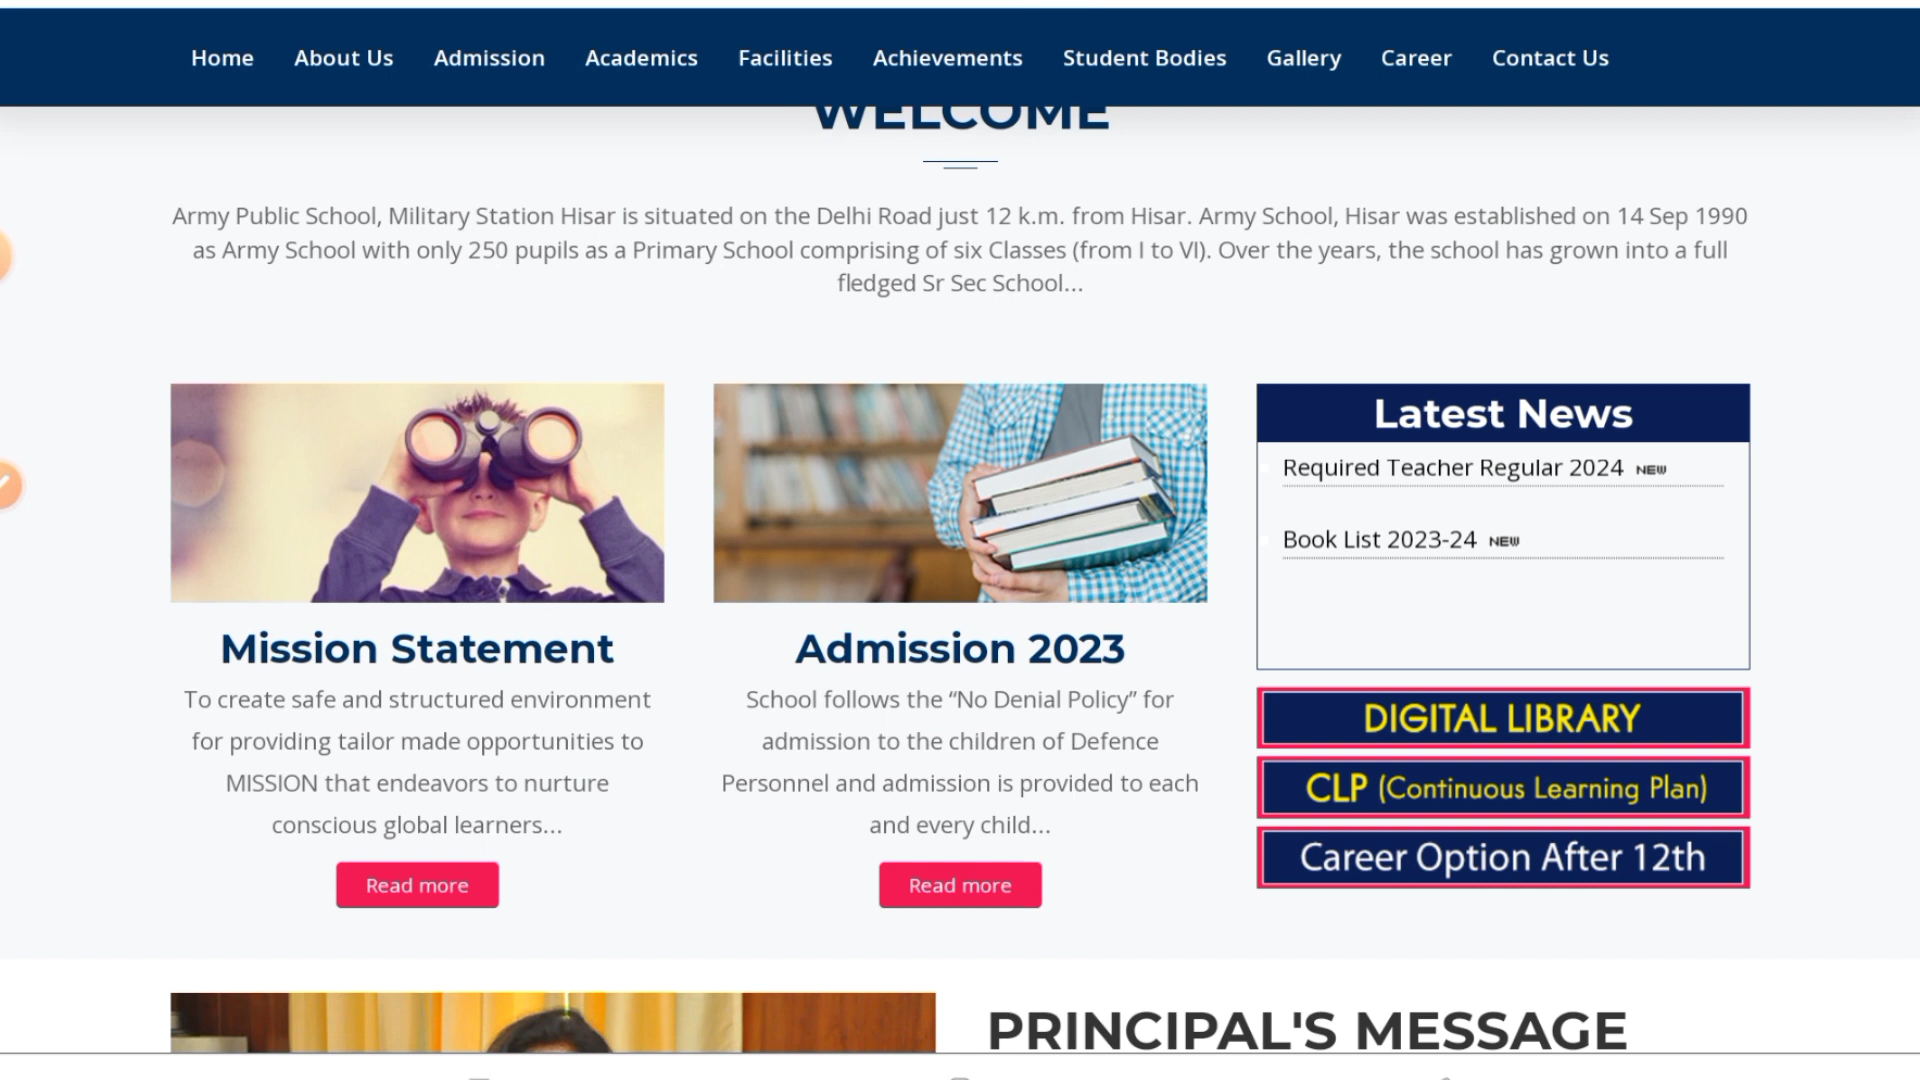 Home About Us Admission Academics Facilities Achievements Student Bodies Gallery Career Contact Us
WELCOME
Army Public School, Military Station Hisar is situated on the Delhi Road just 12 k.m. from Hisar. Army School, Hisar was established on 14 Sep 1990
as Army School with only 250 pupils as a Primary School comprising of six Classes (from I to VI). Over the years, the school has grown into a full
fledged Sr Sec School...
Mission Statement
To create safe and structured environment
for providing tailor made opportunities to
MISSION that endeavors to nurture
conscious global learners...
Read more
Admission 2023
School follows the “No Denial Policy” for
admission to the children of Defence
Personnel and admission is provided to each
and every child...
Read more
Latest News
Required Teacher Regular 2024 NEW
Book List 2023-24 NEW
DIGITAL LIBRARY
CLP (Continuous Learning Plan)
Career Option After 12th
PRINCIPAL'S MESSAGE